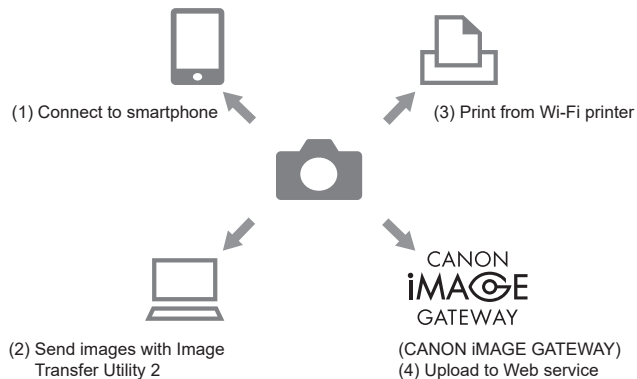 (1) Connect to smartphone
(3) Print from Wi-Fi printer
CANON
iMAGE
GATEWAY
(2) Send images with Image
Transfer Utility 2
(CANON iMAGE GATEWAY)
(4) Upload to Web service